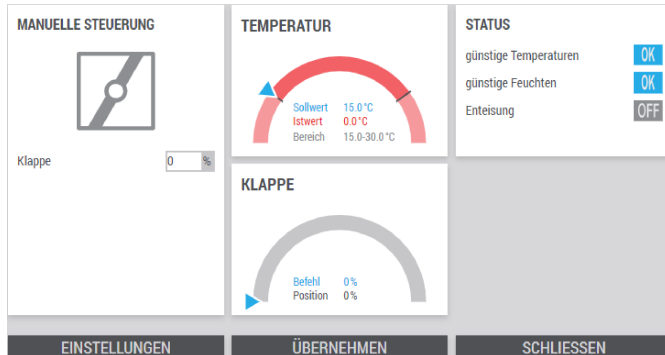 MANUELLE STEUERUNG
Klappe 0 %
TEMPERATUR
Sollwert 15.0°C
Istwert 0.0°C
Bereich 15.0-30.0°C
KLAPPE
Befehl 0%
Position 0%
STATUS
günstige Temperaturen OK
günstige Feuchten OK
Enteisung OFF
EINSTELLUNGEN
ÜBERNEHMEN
SCHLIESSEN